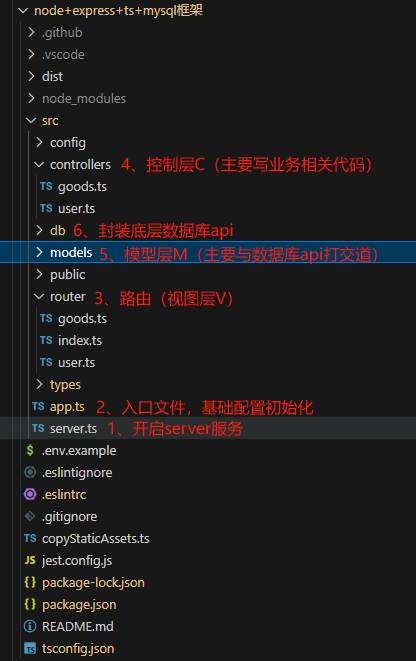 node+express+ts+mysql框架
.github
.vscode
dist
node_modules
src
config
controllers 4、控制层C（主要写业务相关代码）
TS goods.ts
TS user.ts
db 6、封装底层数据库api
models 5、模型层M（主要与数据库api打交道）
public
router 3、路由（视图层V）
TS goods.ts
TS index.ts
TS user.ts
types
TS app.ts 2、入口文件，基础配置初始化
TS server.ts 1、开启server服务
$ .env.example
.eslintignore
.eslintrc
.gitignore
TS copyStaticAssets.ts
JS jest.config.js
{ } package-lock.json
{ } package.json
README.md
TS tsconfig.json